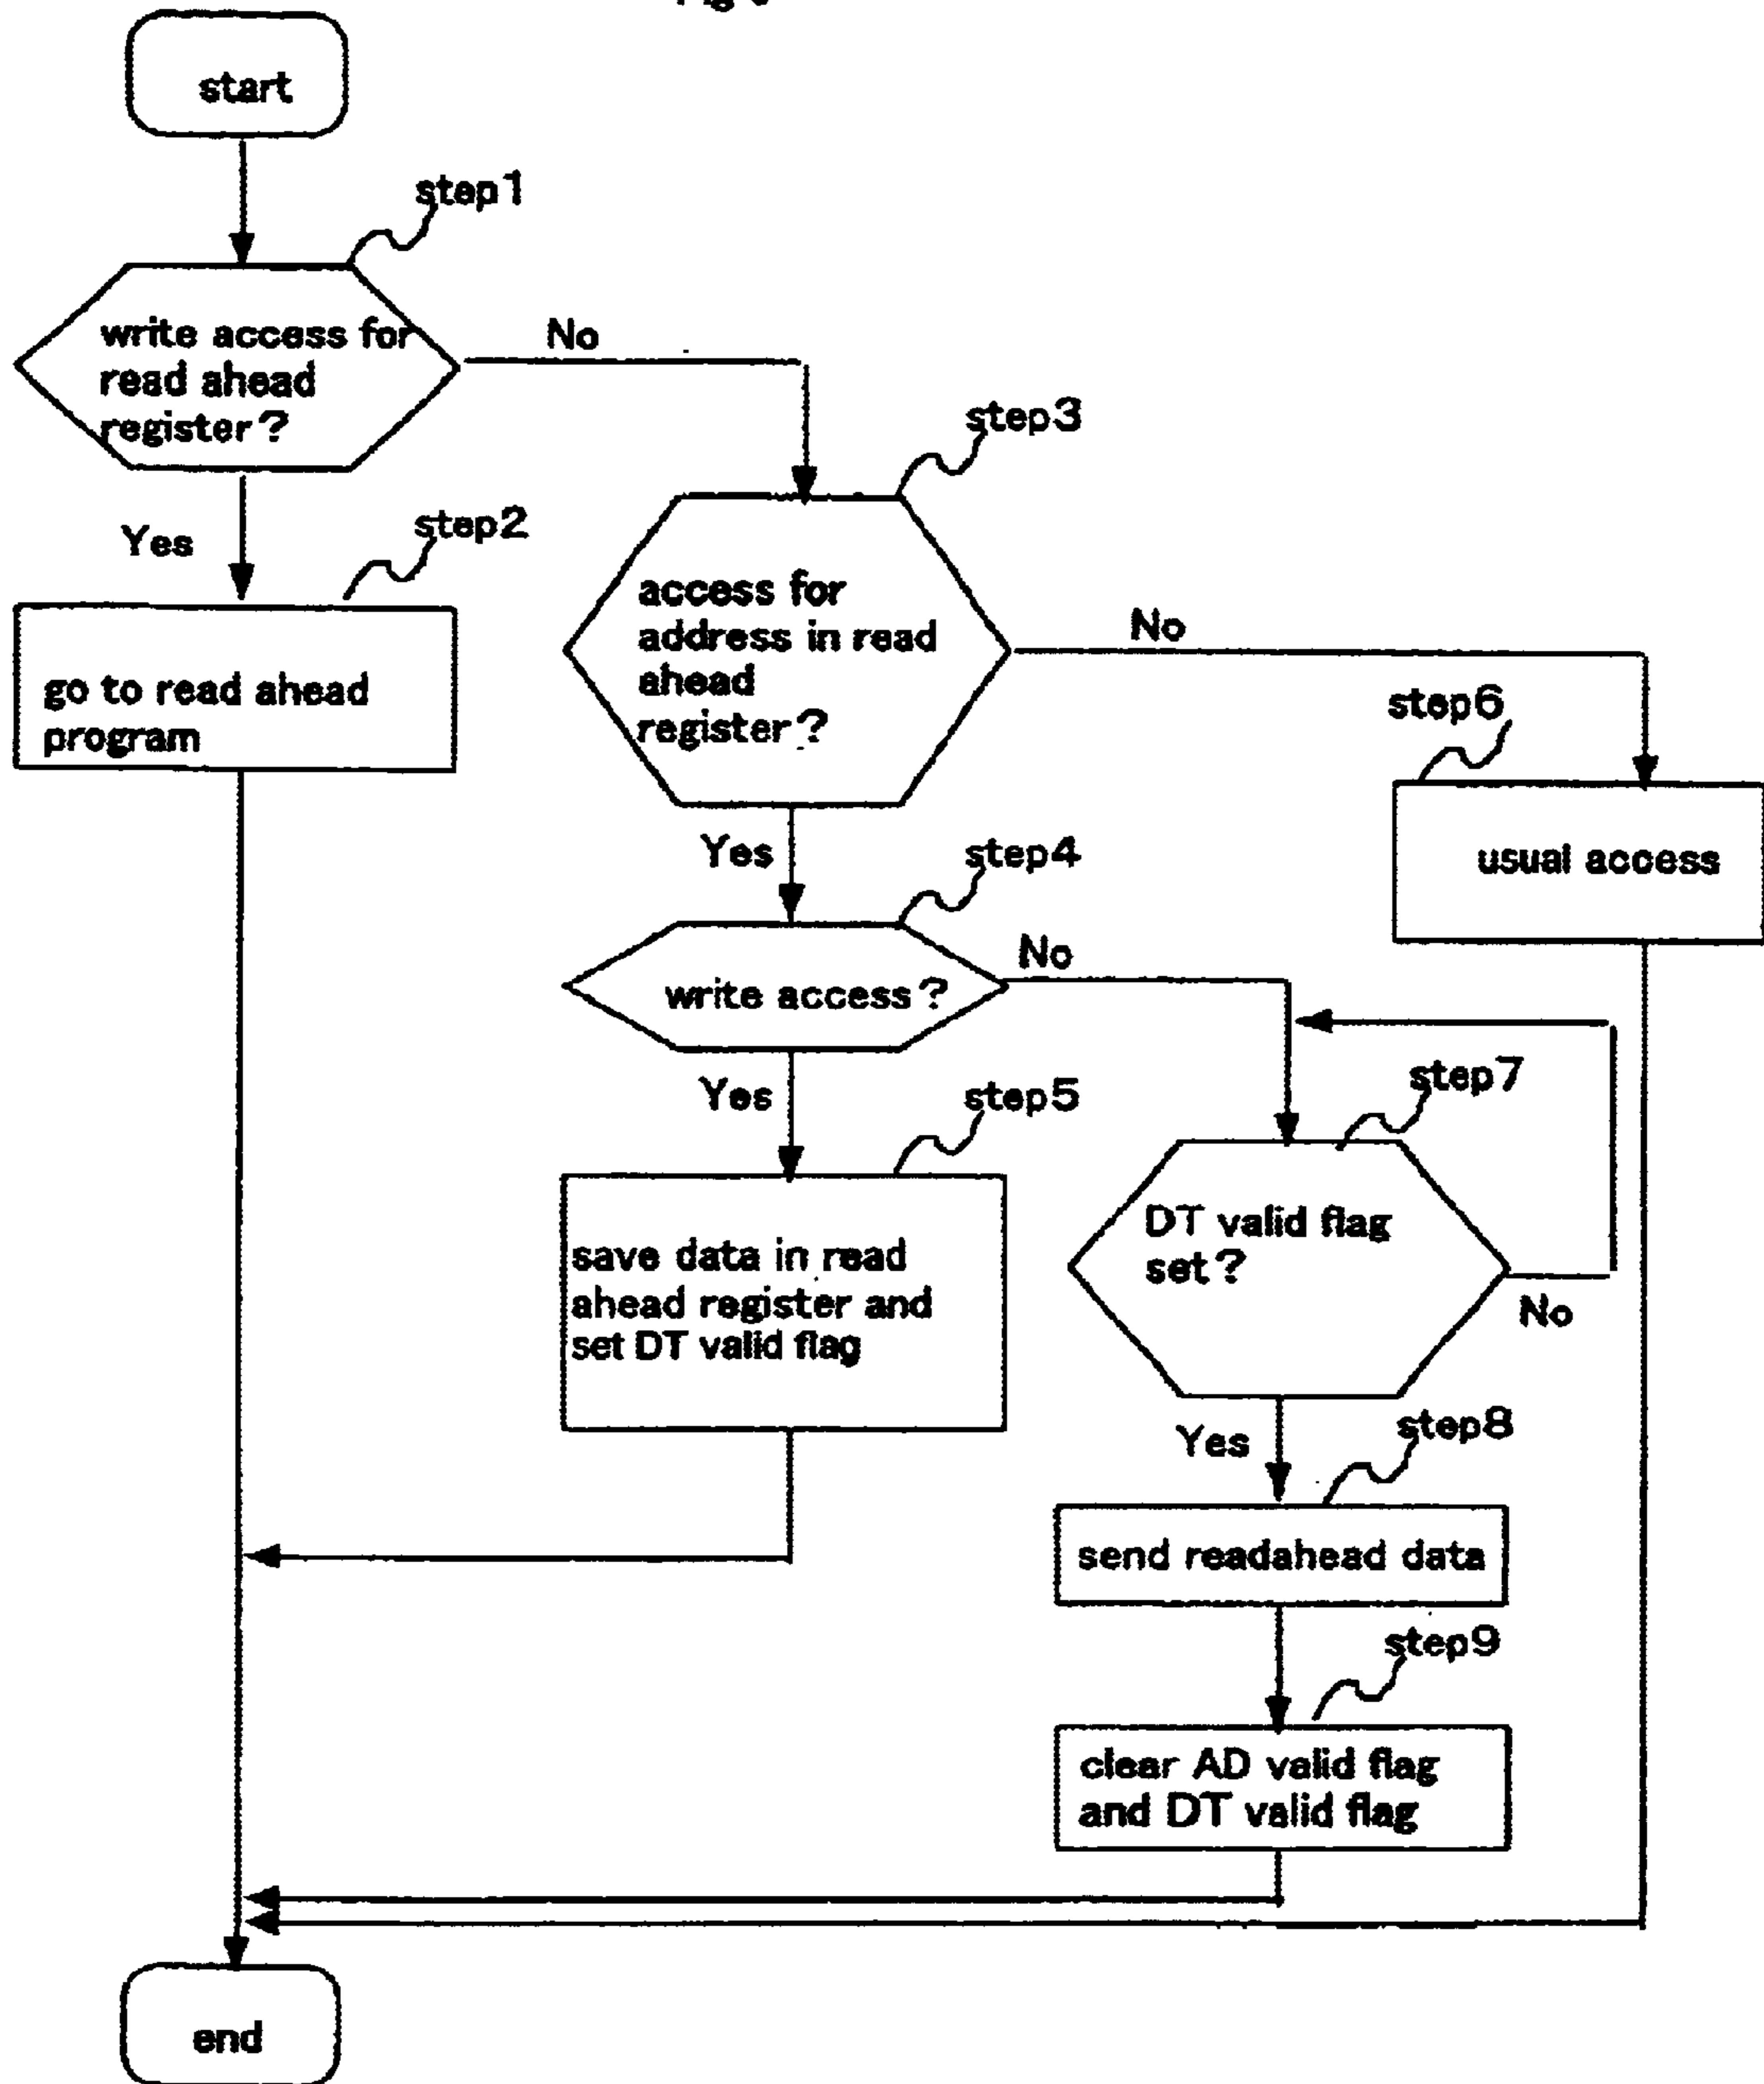 start
step1
write access for
read ahead
register?
No
Yes
step2
go to read ahead
program
step3
access for
address in read
ahead
register?
No
step6
usual access
Yes
step4
write access?
No
Yes
step5
save data in read
ahead register and
set DT valid flag
step7
DT valid flag
set?
No
Yes
step8
send readahead data
step9
clear AD valid flag
and DT valid flag
end